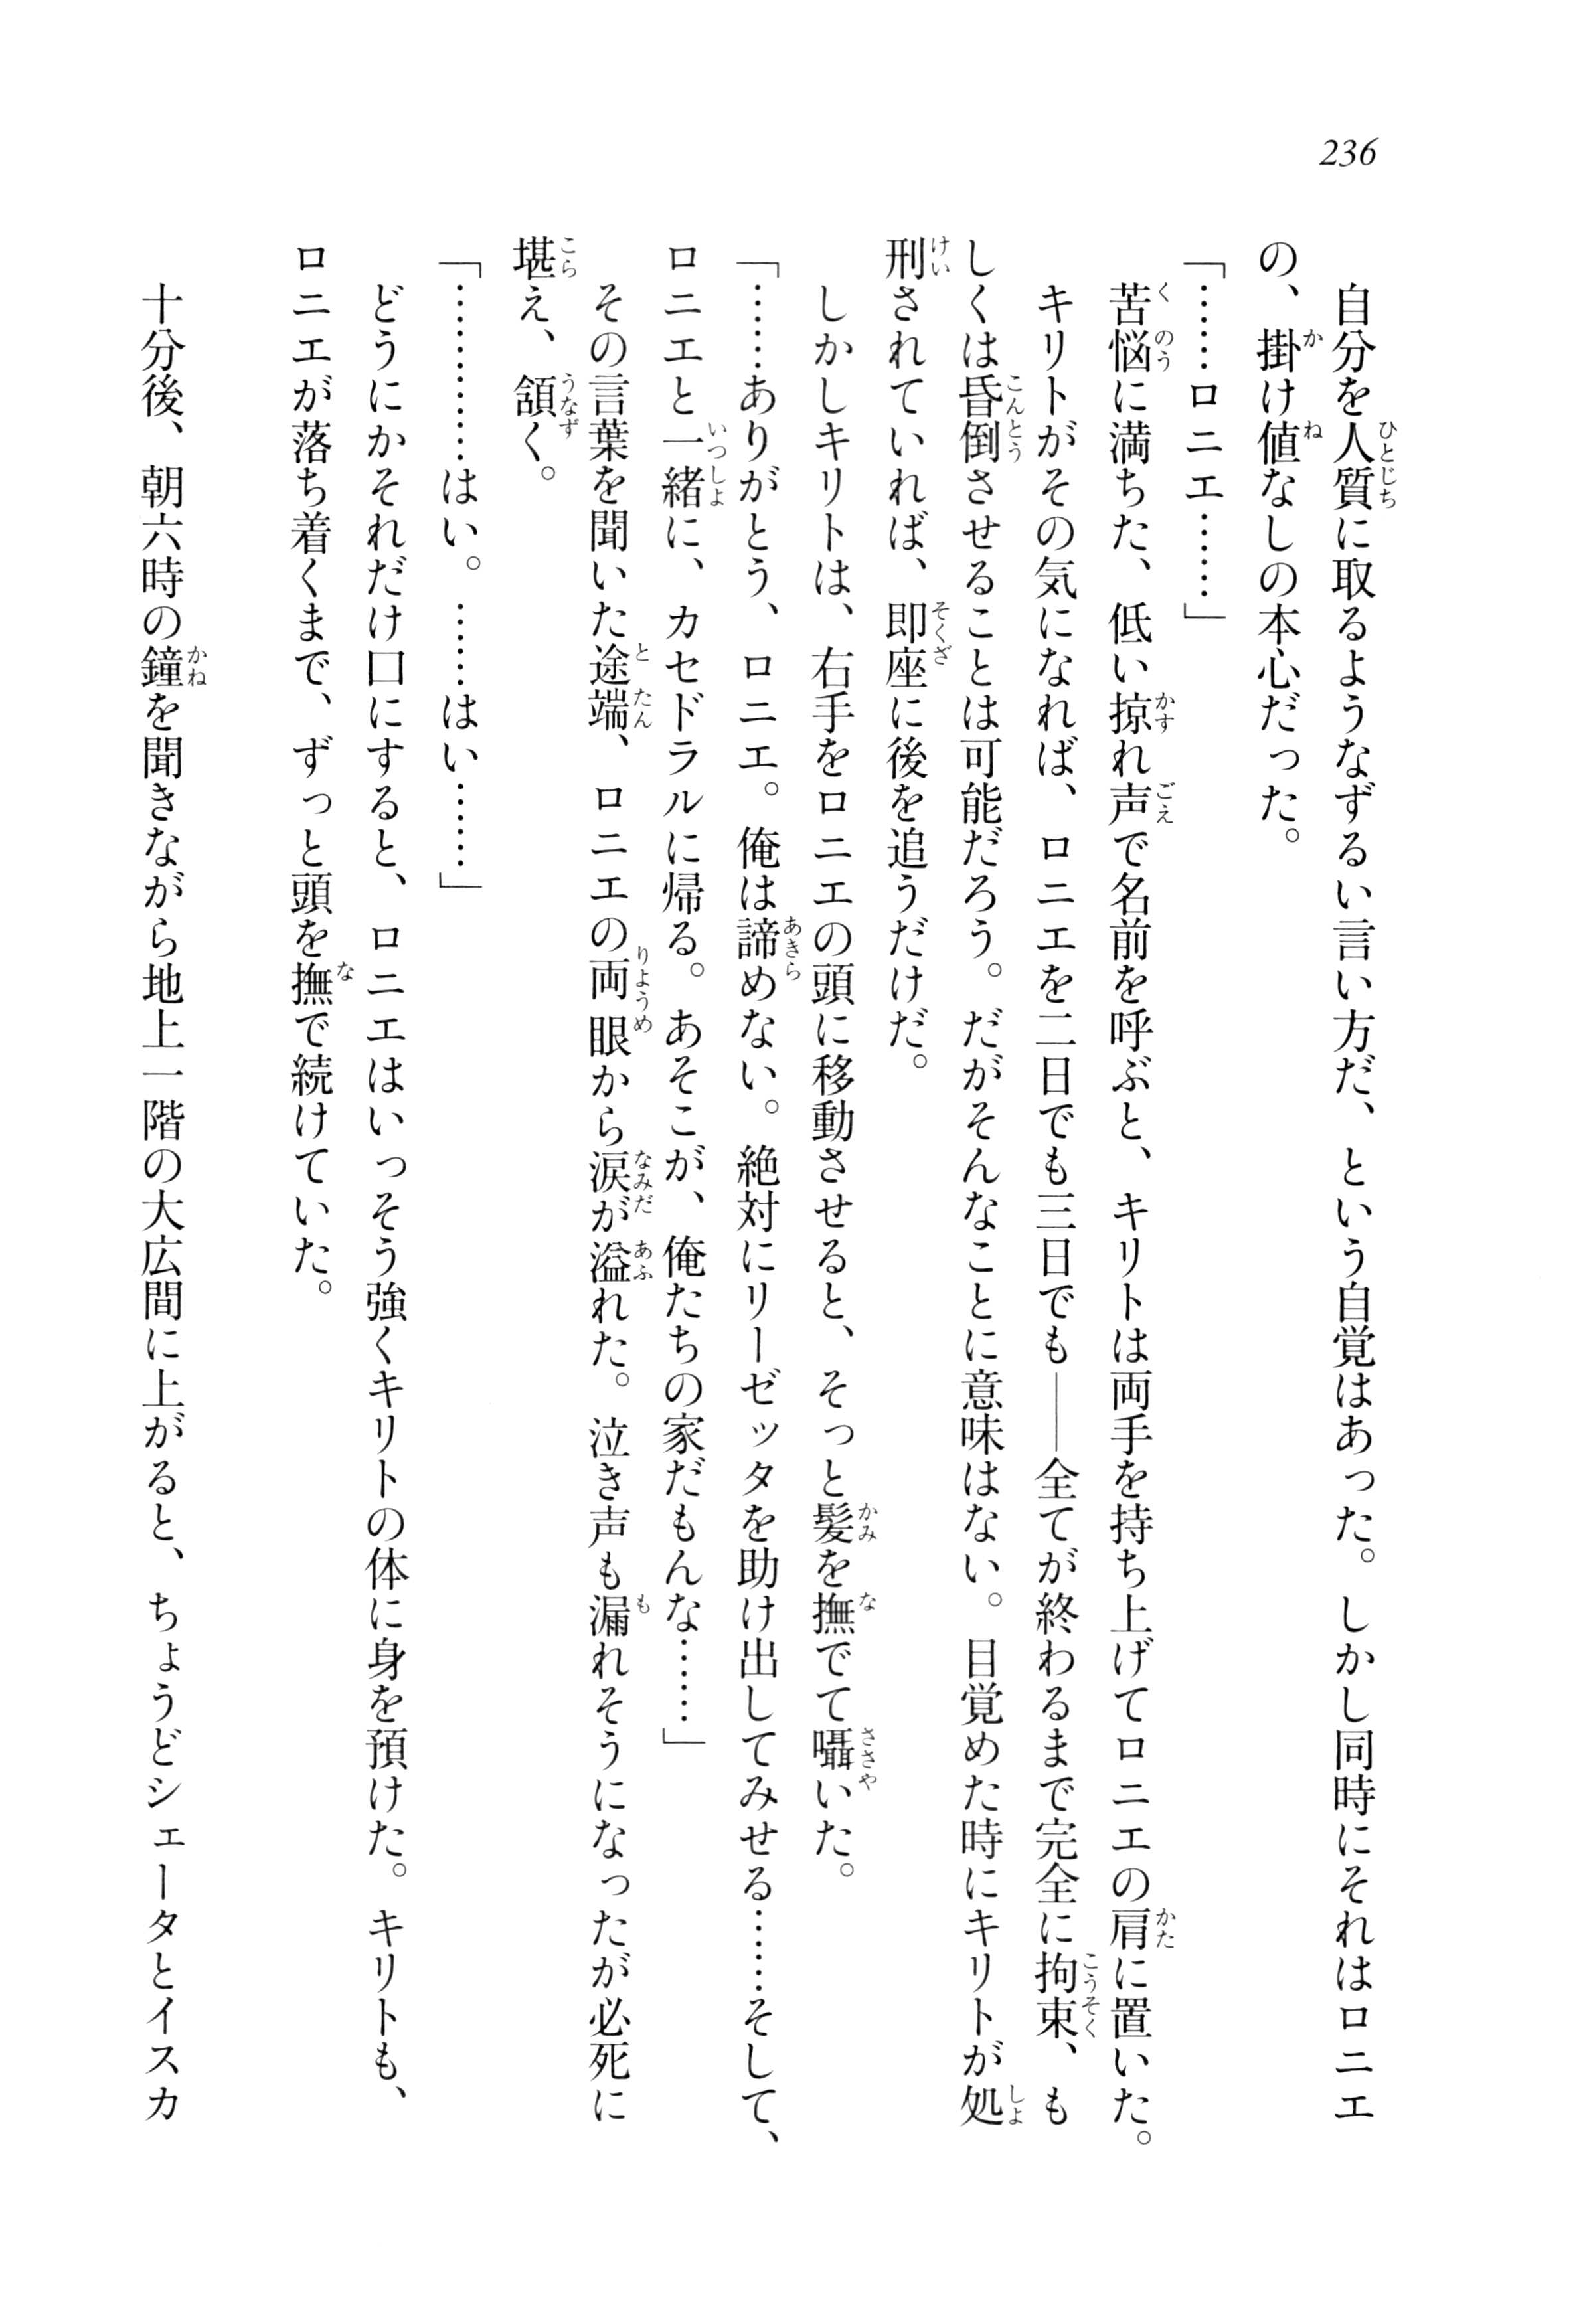 236
自分を人質に取るようなずるい言い方だ、という自覚はあった。しかし同時にそれはロニエ
の、掛け値なしの本心だった。
「……ロニエ……」
苦悩に満ちた、低い掠れ声で名前を呼ぶと、キリトは両手を持ち上げてロニエの肩に置いた。
キリトがその気になれば、ロニエを二日でも三日でも――全てが終わるまで完全に拘束、も
しくは昏倒させることは可能だろう。だがそんなことに意味はない。目覚めた時にキリトが処
刑されていれば、即座に後を追うだけだ。
しかしキリトは、右手をロニエの頭に移動させると、そっと髪を撫でて囁いた。
「……ありがとう、ロニエ。俺は諦めない。絶対にリーゼッタを助け出してみせる……そして、
ロニエと一緒に、カセドラルに帰る。あそこが、俺たちの家だもんな……」
その言葉を聞いた途端、ロニエの両眼から涙が溢れた。泣き声も漏れそうになったが必死に
堪え、頷く。
「…………はい。……はい……」
どうにかそれだけ口にすると、ロニエはいっそう強くキリトの体に身を預けた。キリトも、
ロニエが落ち着くまで、ずっと頭を撫で続けていた。
十分後、朝六時の鐘を聞きながら地上一階の大広間に上がると、ちょうどシェータとイスカ